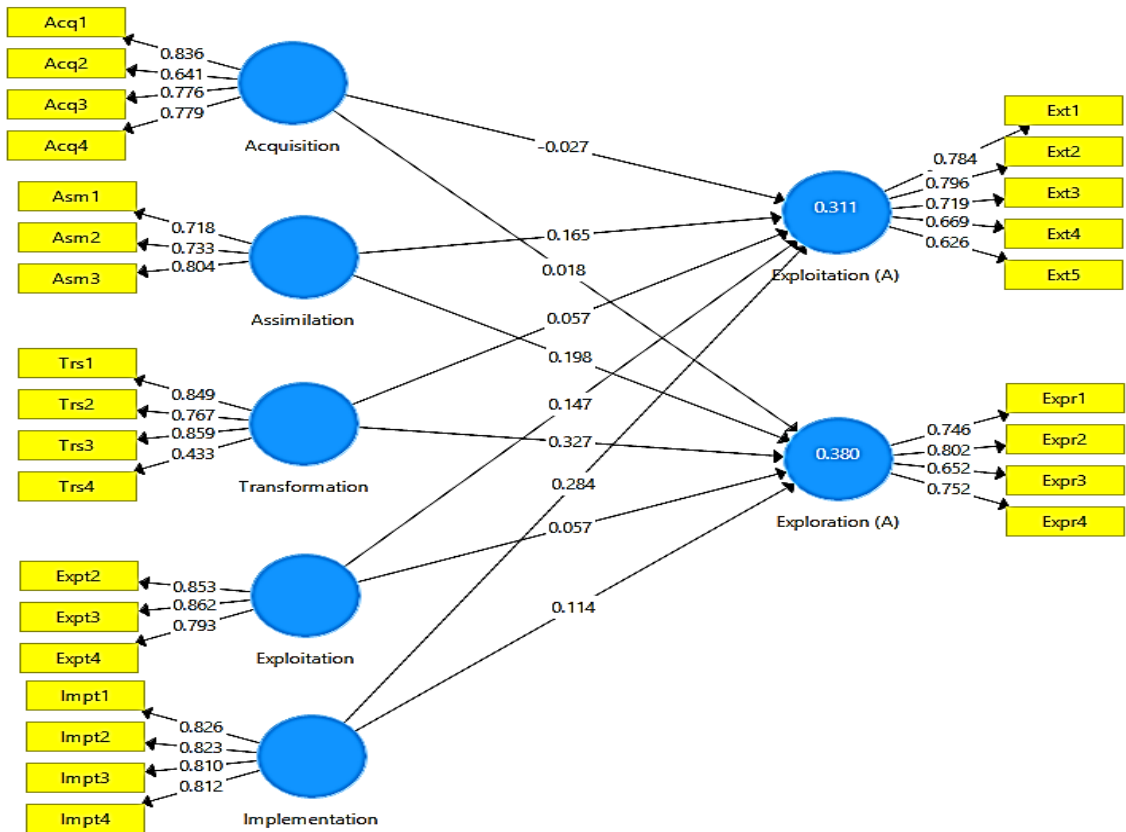 Acq1
Acq2
Acq3
Acq4
0.836
0.641
0.776
0.779
Acquisition
Asm1
Asm2
Asm3
0.718
0.733
0.804
Assimilation
Trs1
Trs2
Trs3
Trs4
0.849
0.767
0.859
0.433
Transformation
Expt2
Expt3
Expt4
0.853
0.862
0.793
Exploitation
Impt1
Impt2
Impt3
Impt4
0.826
0.823
0.810
0.812
Implementation
-0.027
0.165
0.018
0.057
0.198
0.147
0.327
0.284
0.057
0.114
0.311
Exploitation (A)
0.784
0.796
0.719
0.669
0.626
Ext1
Ext2
Ext3
Ext4
Ext5
0.380
Exploration (A)
0.746
0.802
0.652
0.752
Expr1
Expr2
Expr3
Expr4